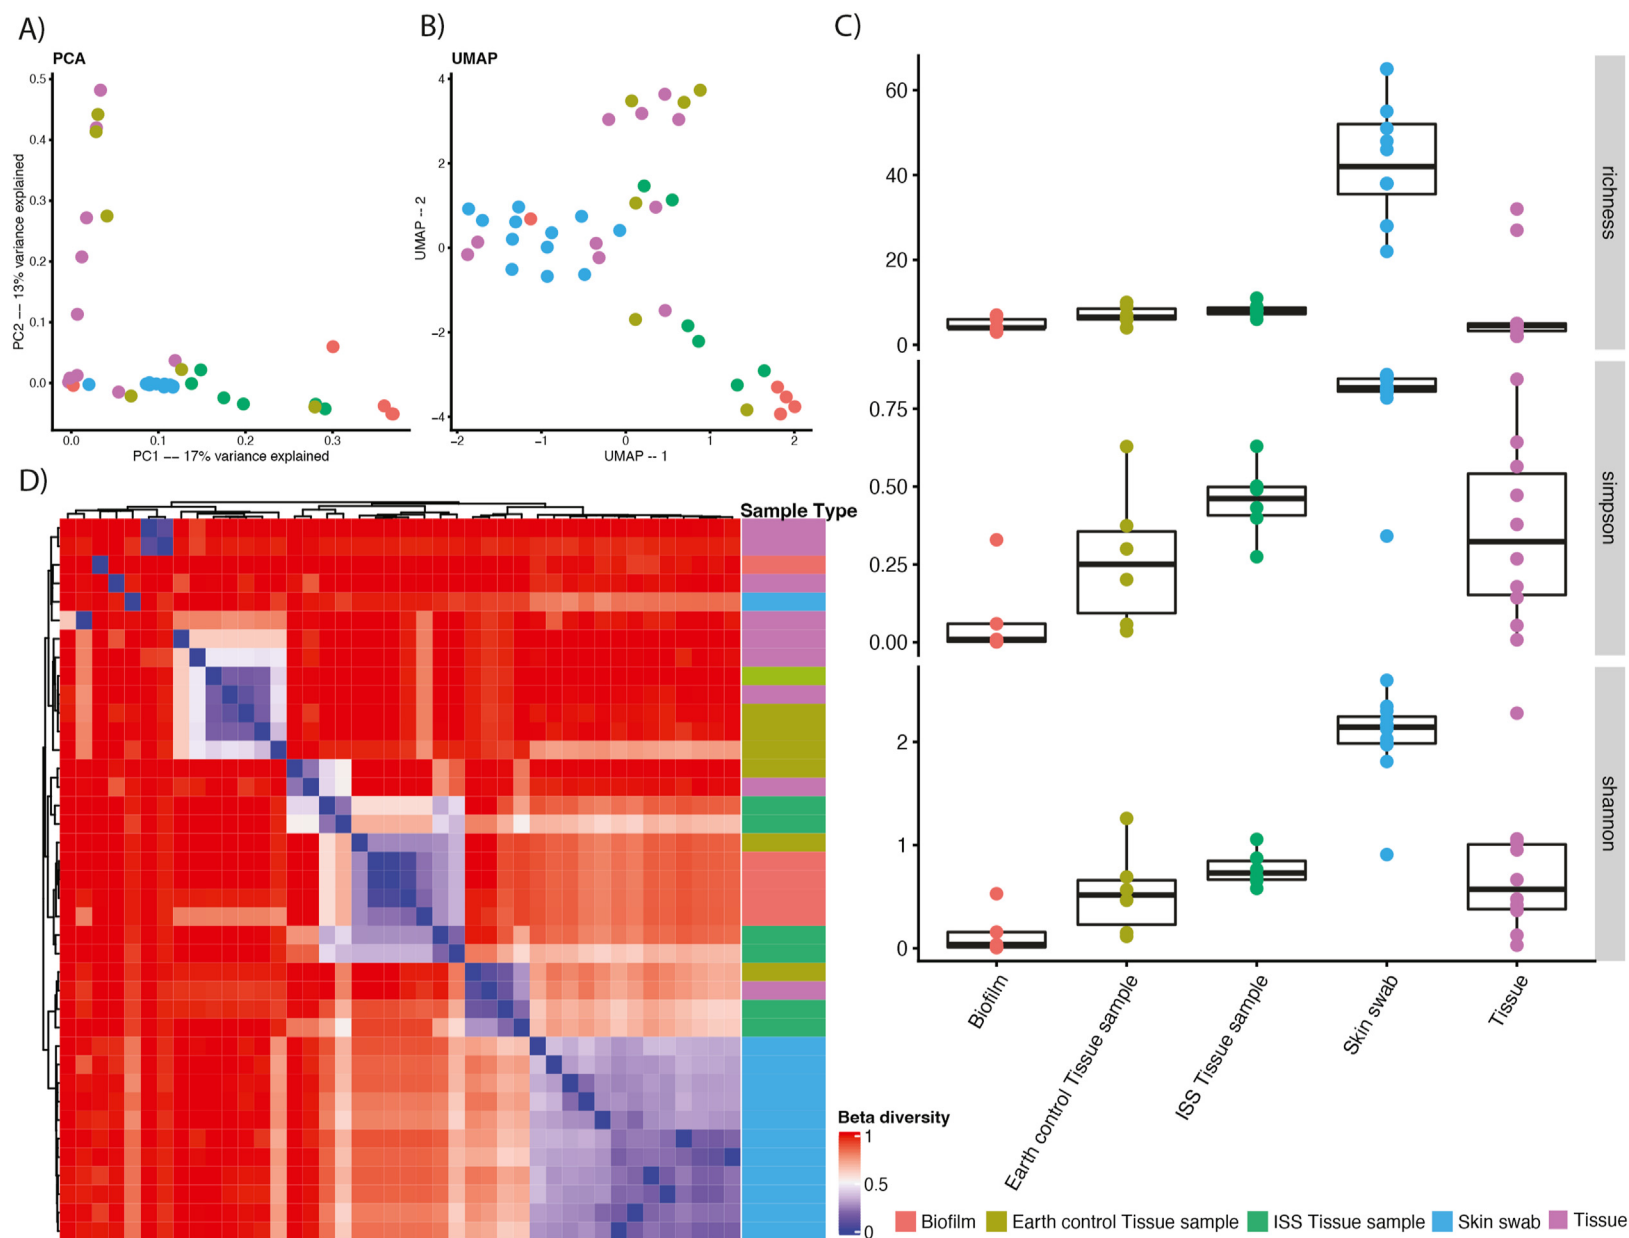 A)
PCA
0.5
0.4
0.3
0.2
0.1
0.0
PC2 -- 13% variance explained
0.0 0.1 0.2 0.3
PC1 -- 17% variance explained
B)
UMAP
4
2
0
−2
−4
UMAP -- 2
−2 −1 0 1 2
UMAP -- 1
C)
60
40
20
0
richness
0.75
0.50
0.25
0.00
simpson
2
1
0
shannon
Biofilm
Earth control Tissue sample
ISS Tissue sample
Skin swab
Tissue
D)
Sample Type
Beta diversity
1
0.5
0
Biofilm Earth control Tissue sample ISS Tissue sample Skin swab Tissue